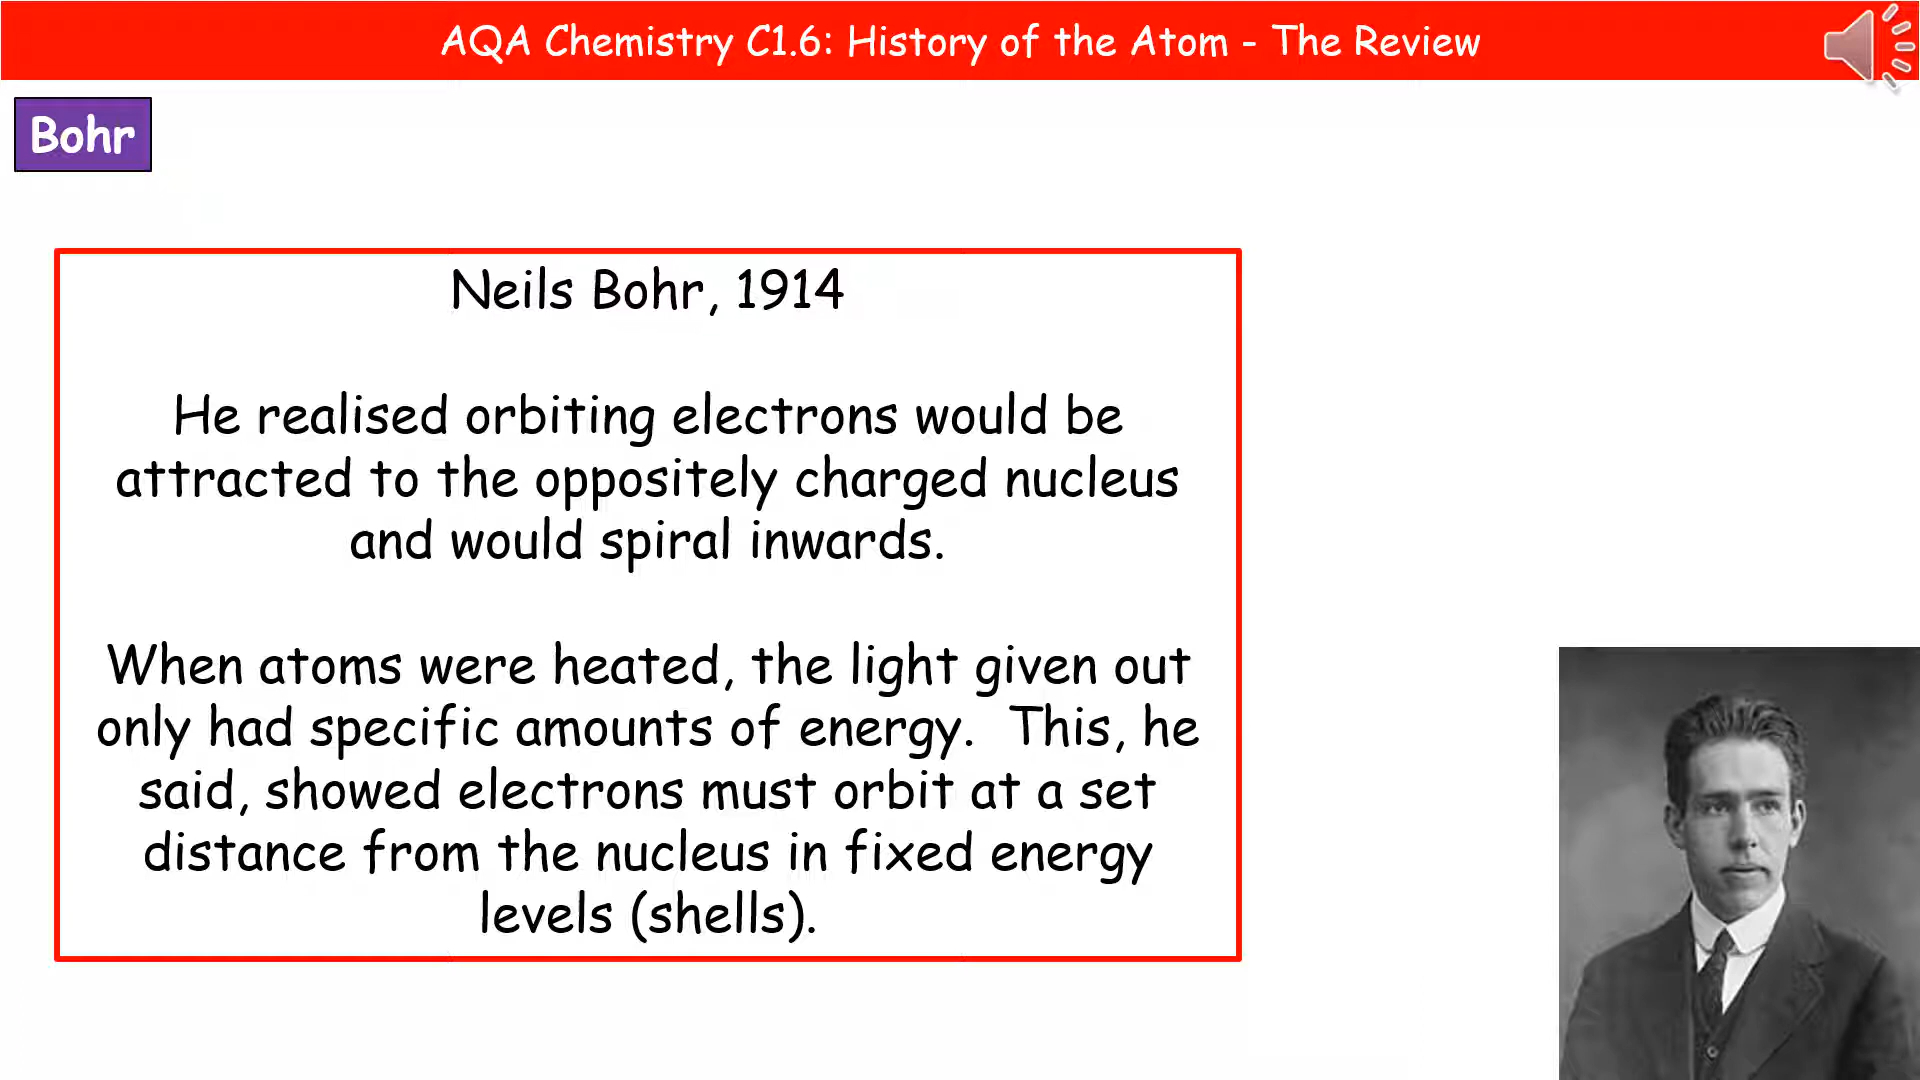 AQA Chemistry C1.6: History of the Atom - The Review
Bohr
Neils Bohr, 1914
He realised orbiting electrons would be
attracted to the oppositely charged nucleus
and would spiral inwards.
When atoms were heated, the light given out
only had specific amounts of energy. This, he
said, showed electrons must orbit at a set
distance from the nucleus in fixed energy
levels (shells).